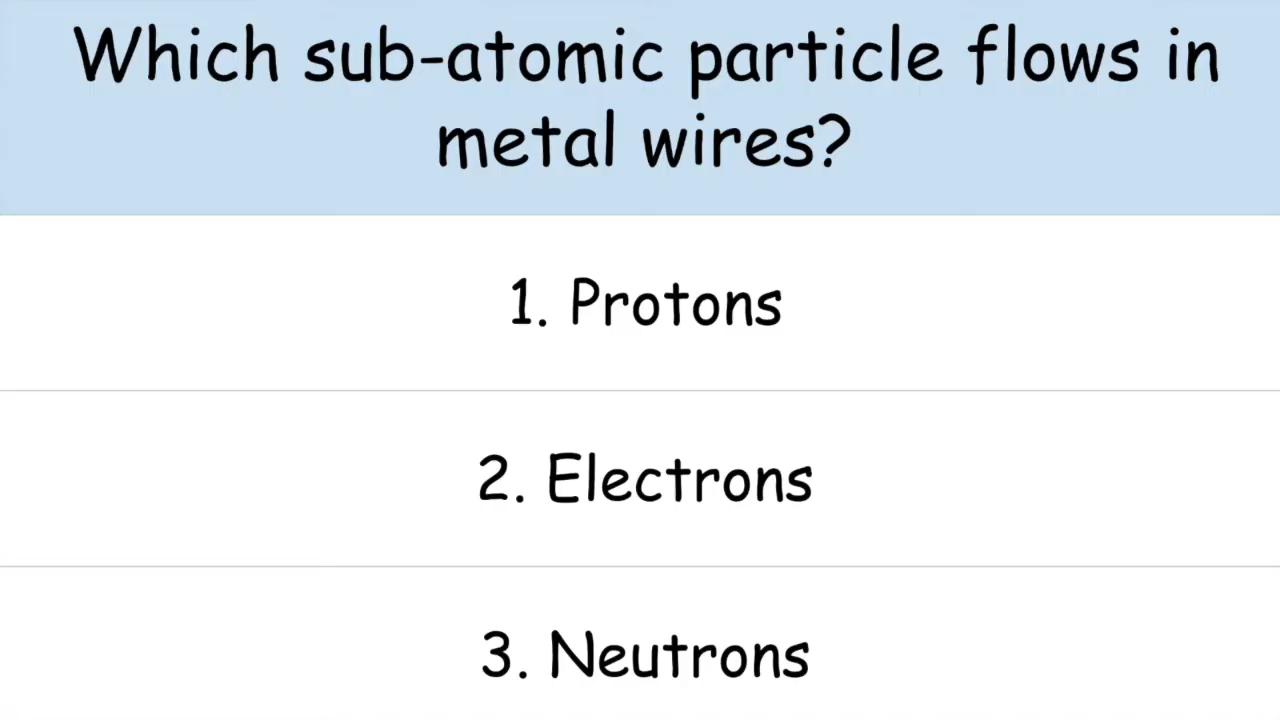 Which sub-atomic particle flows in
metal wires?
1. Protons
2. Electrons
3. Neutrons